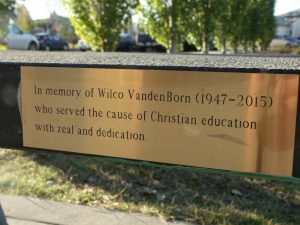 In memory of Wilco VandenBorn (1947-2015)
who served the cause of Christian education
with zeal and dedication.